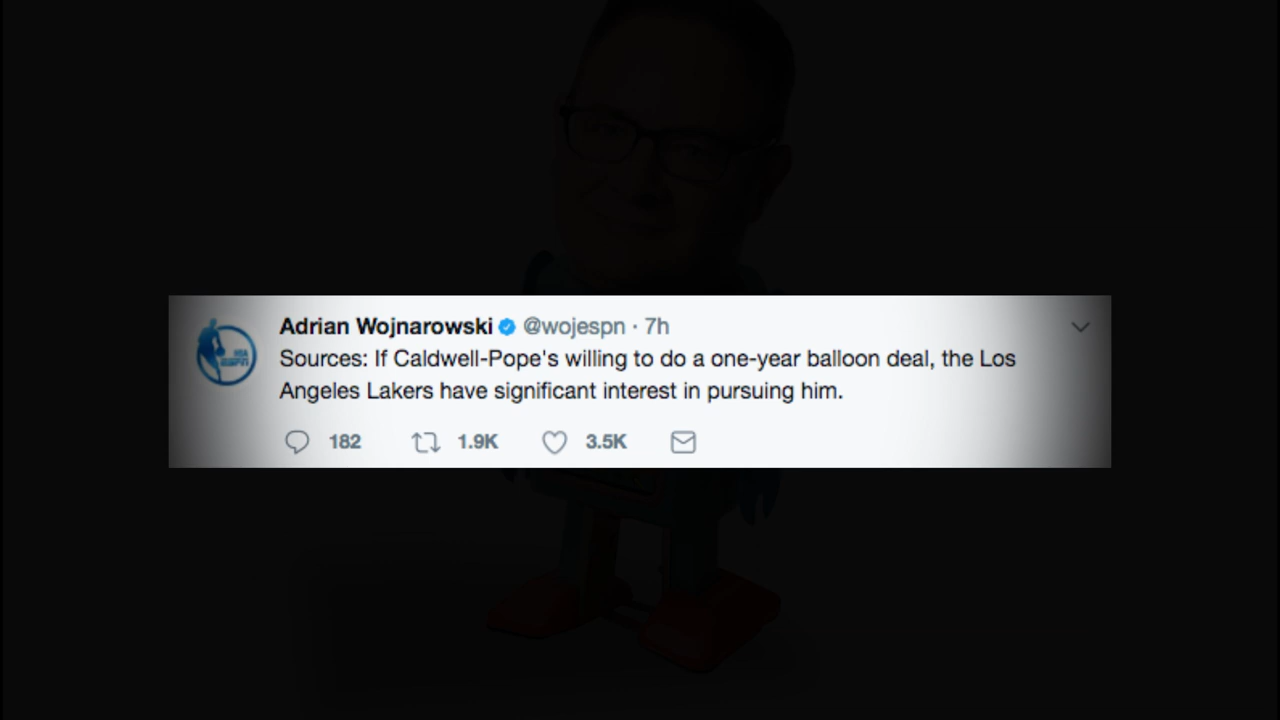 Adrian Wojnarowski @wojespn · 7h
Sources: If Caldwell-Pope's willing to do a one-year balloon deal, the Los
Angeles Lakers have significant interest in pursuing him.
182 1.9K 3.5K